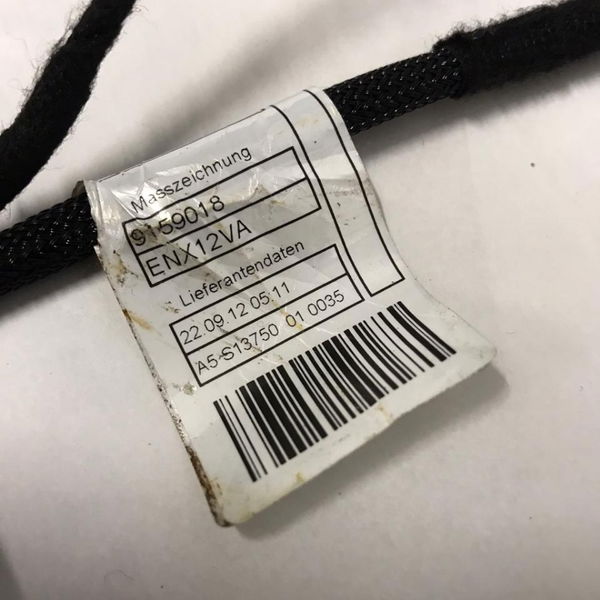 Masszeichnung
9159018
ENX12VA
Lieferantendaten
22.09.12 05:11
A5-S13750 01 0035